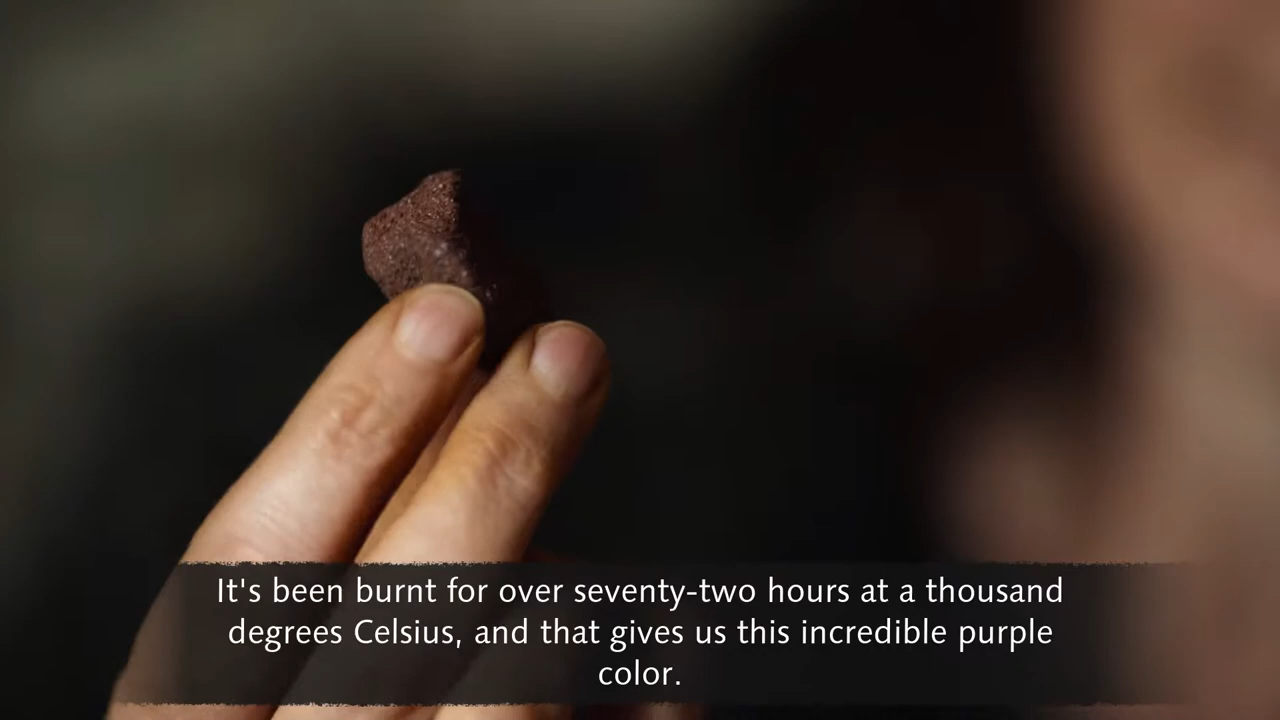 It's been burnt for over seventy-two hours at a thousand
degrees Celsius, and that gives us this incredible purple
color.